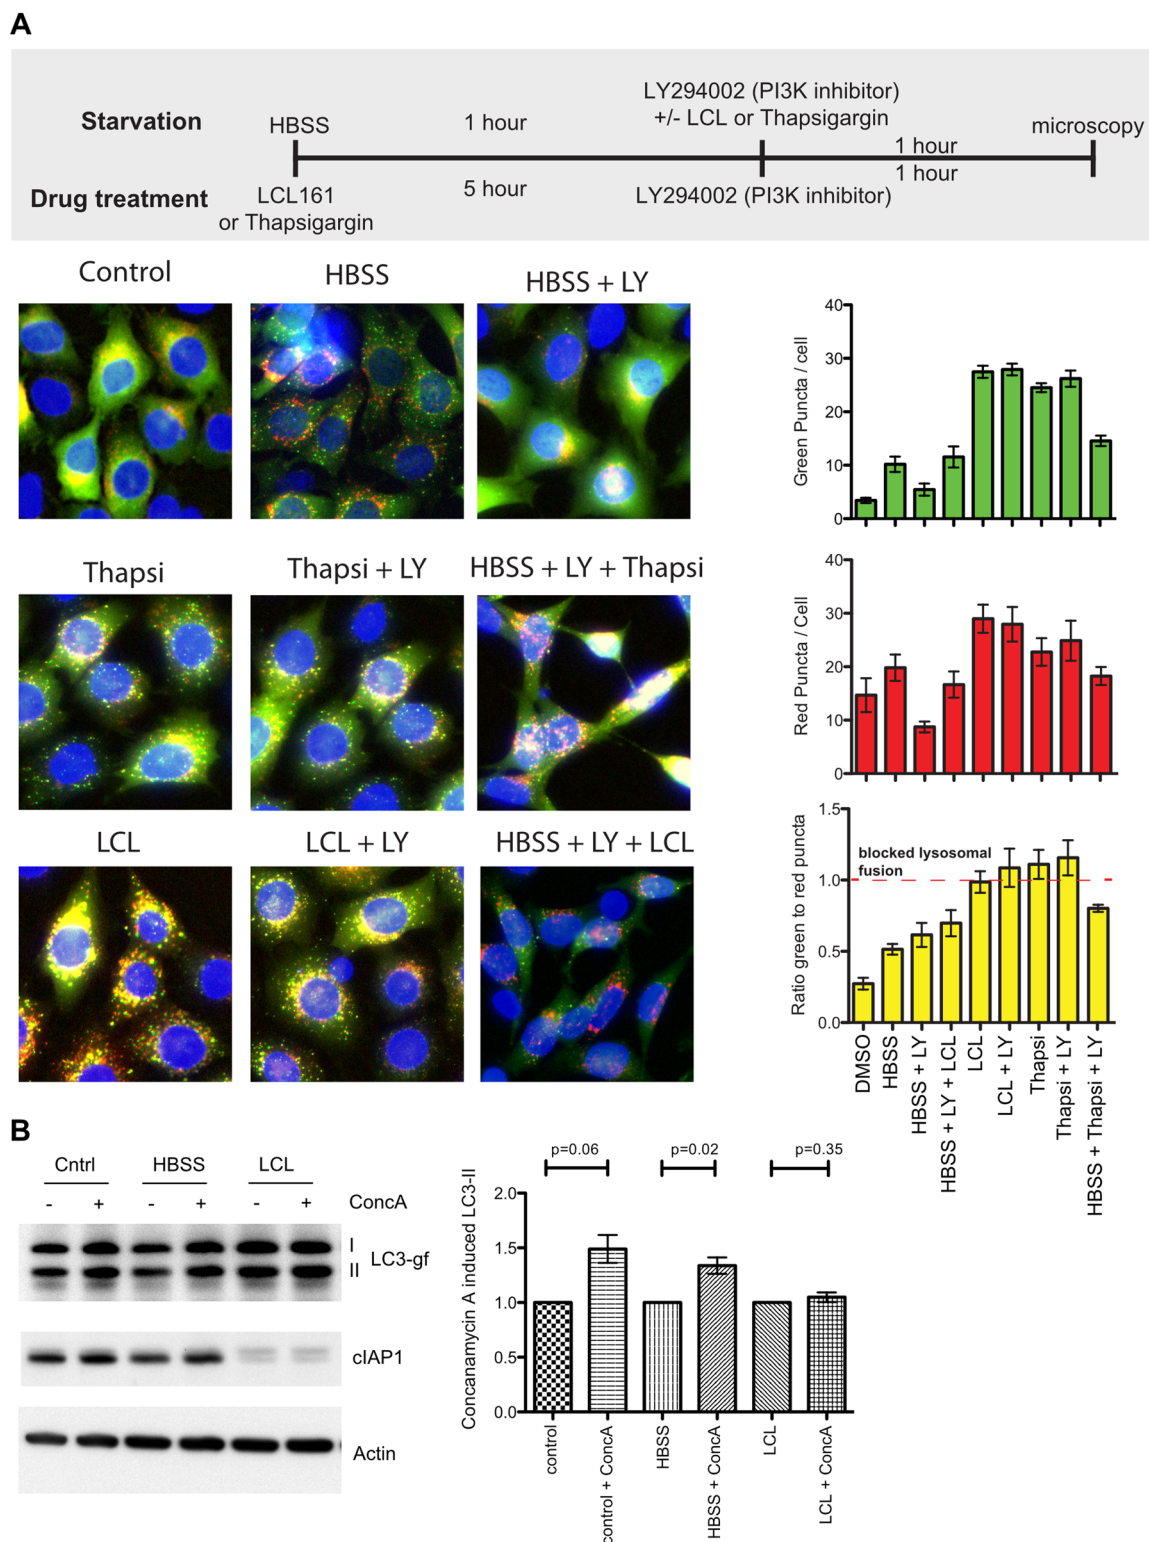 A
LY294002 (PI3K inhibitor)
+/- LCL or Thapsigargin
Starvation
HBSS
1 hour
microscopy
1 hour
1 hour
Drug treatment
LCL161
or Thapsigargin
5 hour
LY294002 (PI3K inhibitor)
Control
HBSS
HBSS + LY
Thapsi
Thapsi + LY
HBSS + LY + Thapsi
LCL
LCL + LY
HBSS + LY + LCL
Green Puncta / cell
40
30
20
10
0
Red Puncta / Cell
40
30
20
10
0
Ratio green to red puncta
1.5
1.0
0.5
0.0
blocked lysosomal
fusion
DMSO
HBSS
HBSS + LY
HBSS + LY + LCL
LCL
LCL + LY
Thapsi
Thapsi + LY
HBSS + Thapsi + LY
B
Cntrl HBSS LCL
- + - + - + ConcA
I
II
LC3-gf
cIAP1
Actin
Concanamycin A induced LC3-II
2.0
1.5
1.0
0.5
0.0
p=0.06
p=0.02
p=0.35
control
control + ConcA
HBSS
HBSS + ConcA
LCL
LCL + ConcA